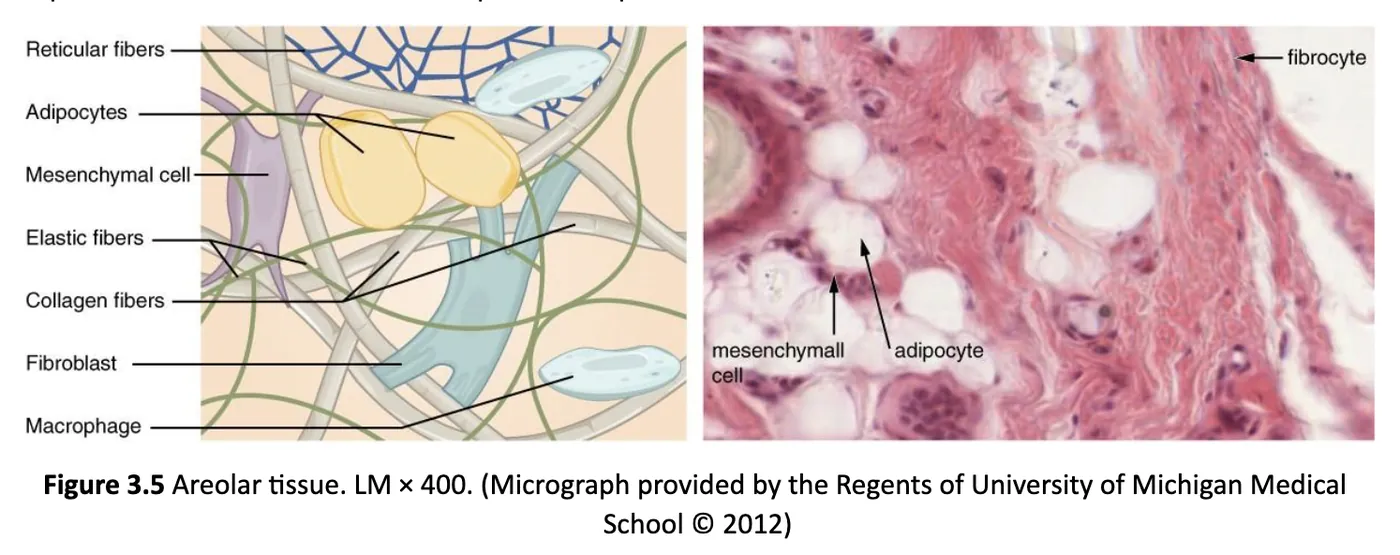 Reticular fibers
Adipocytes
Mesenchymal cell
Elastic fibers
Collagen fibers
Fibroblast
Macrophage
fibrocyte
mesenchymall
cell
adipocyte
Figure 3.5 Areolar tissue. LM × 400. (Micrograph provided by the Regents of University of Michigan Medical
School © 2012)